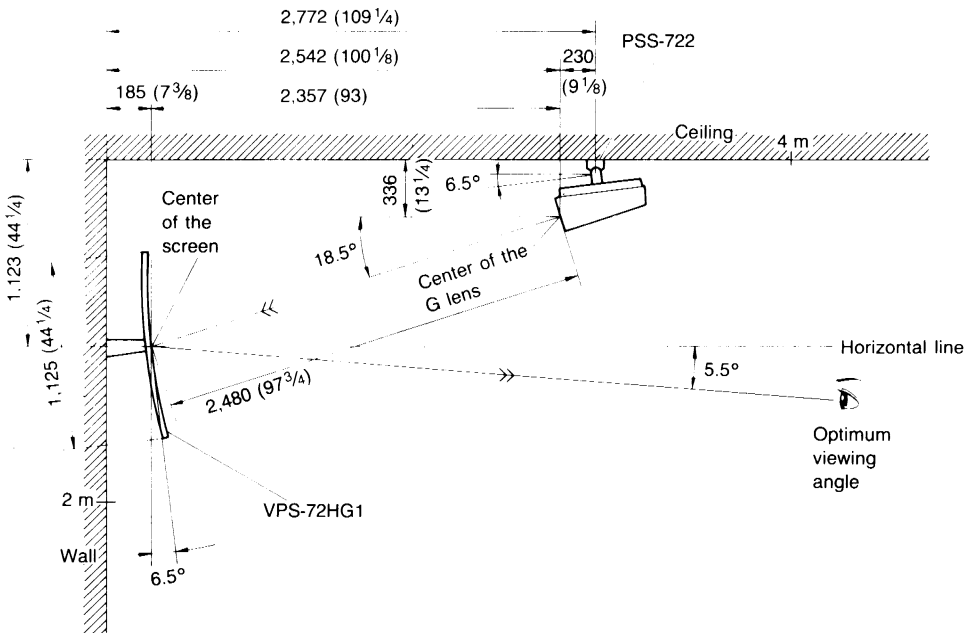 2,772 (109 1/4)
PSS-722
2,542 (100 1/8)
230
(9 1/8)
185 (7 3/8)
2,357 (93)
Ceiling
4 m
336
(13 1/4)
6.5°
Center
of the
screen
1,123 (44 1/4)
18.5°
Center of the
G lens
1,125 (44 1/4)
Horizontal line
5.5°
2,480 (97 3/4)
Optimum
viewing
angle
2 m
VPS-72HG1
Wall
6.5°